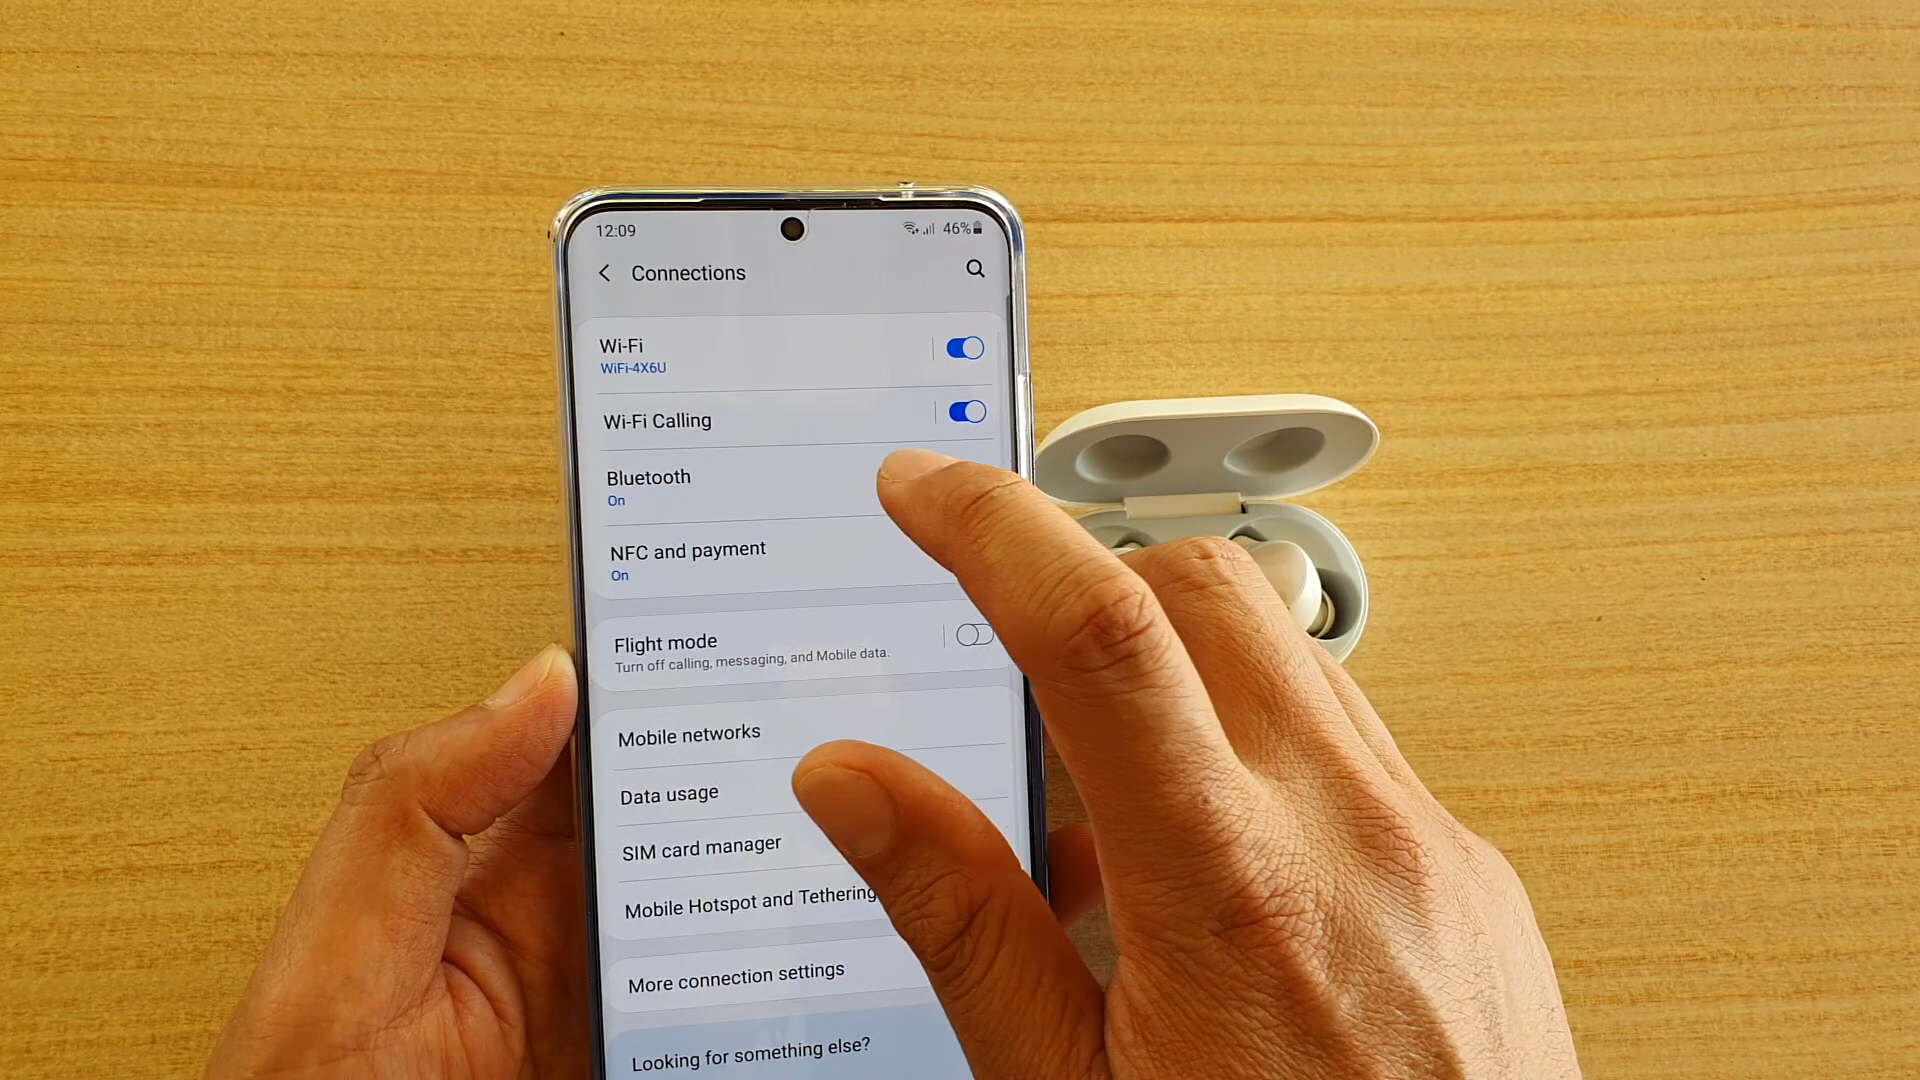 12:09 46%
Connections
Wi-Fi
WiFi-4X6U
Wi-Fi Calling
Bluetooth
On
NFC and payment
On
Flight mode
Turn off calling, messaging, and Mobile data.
Mobile networks
Data usage
SIM card manager
Mobile Hotspot and Tethering
More connection settings
Looking for something else?